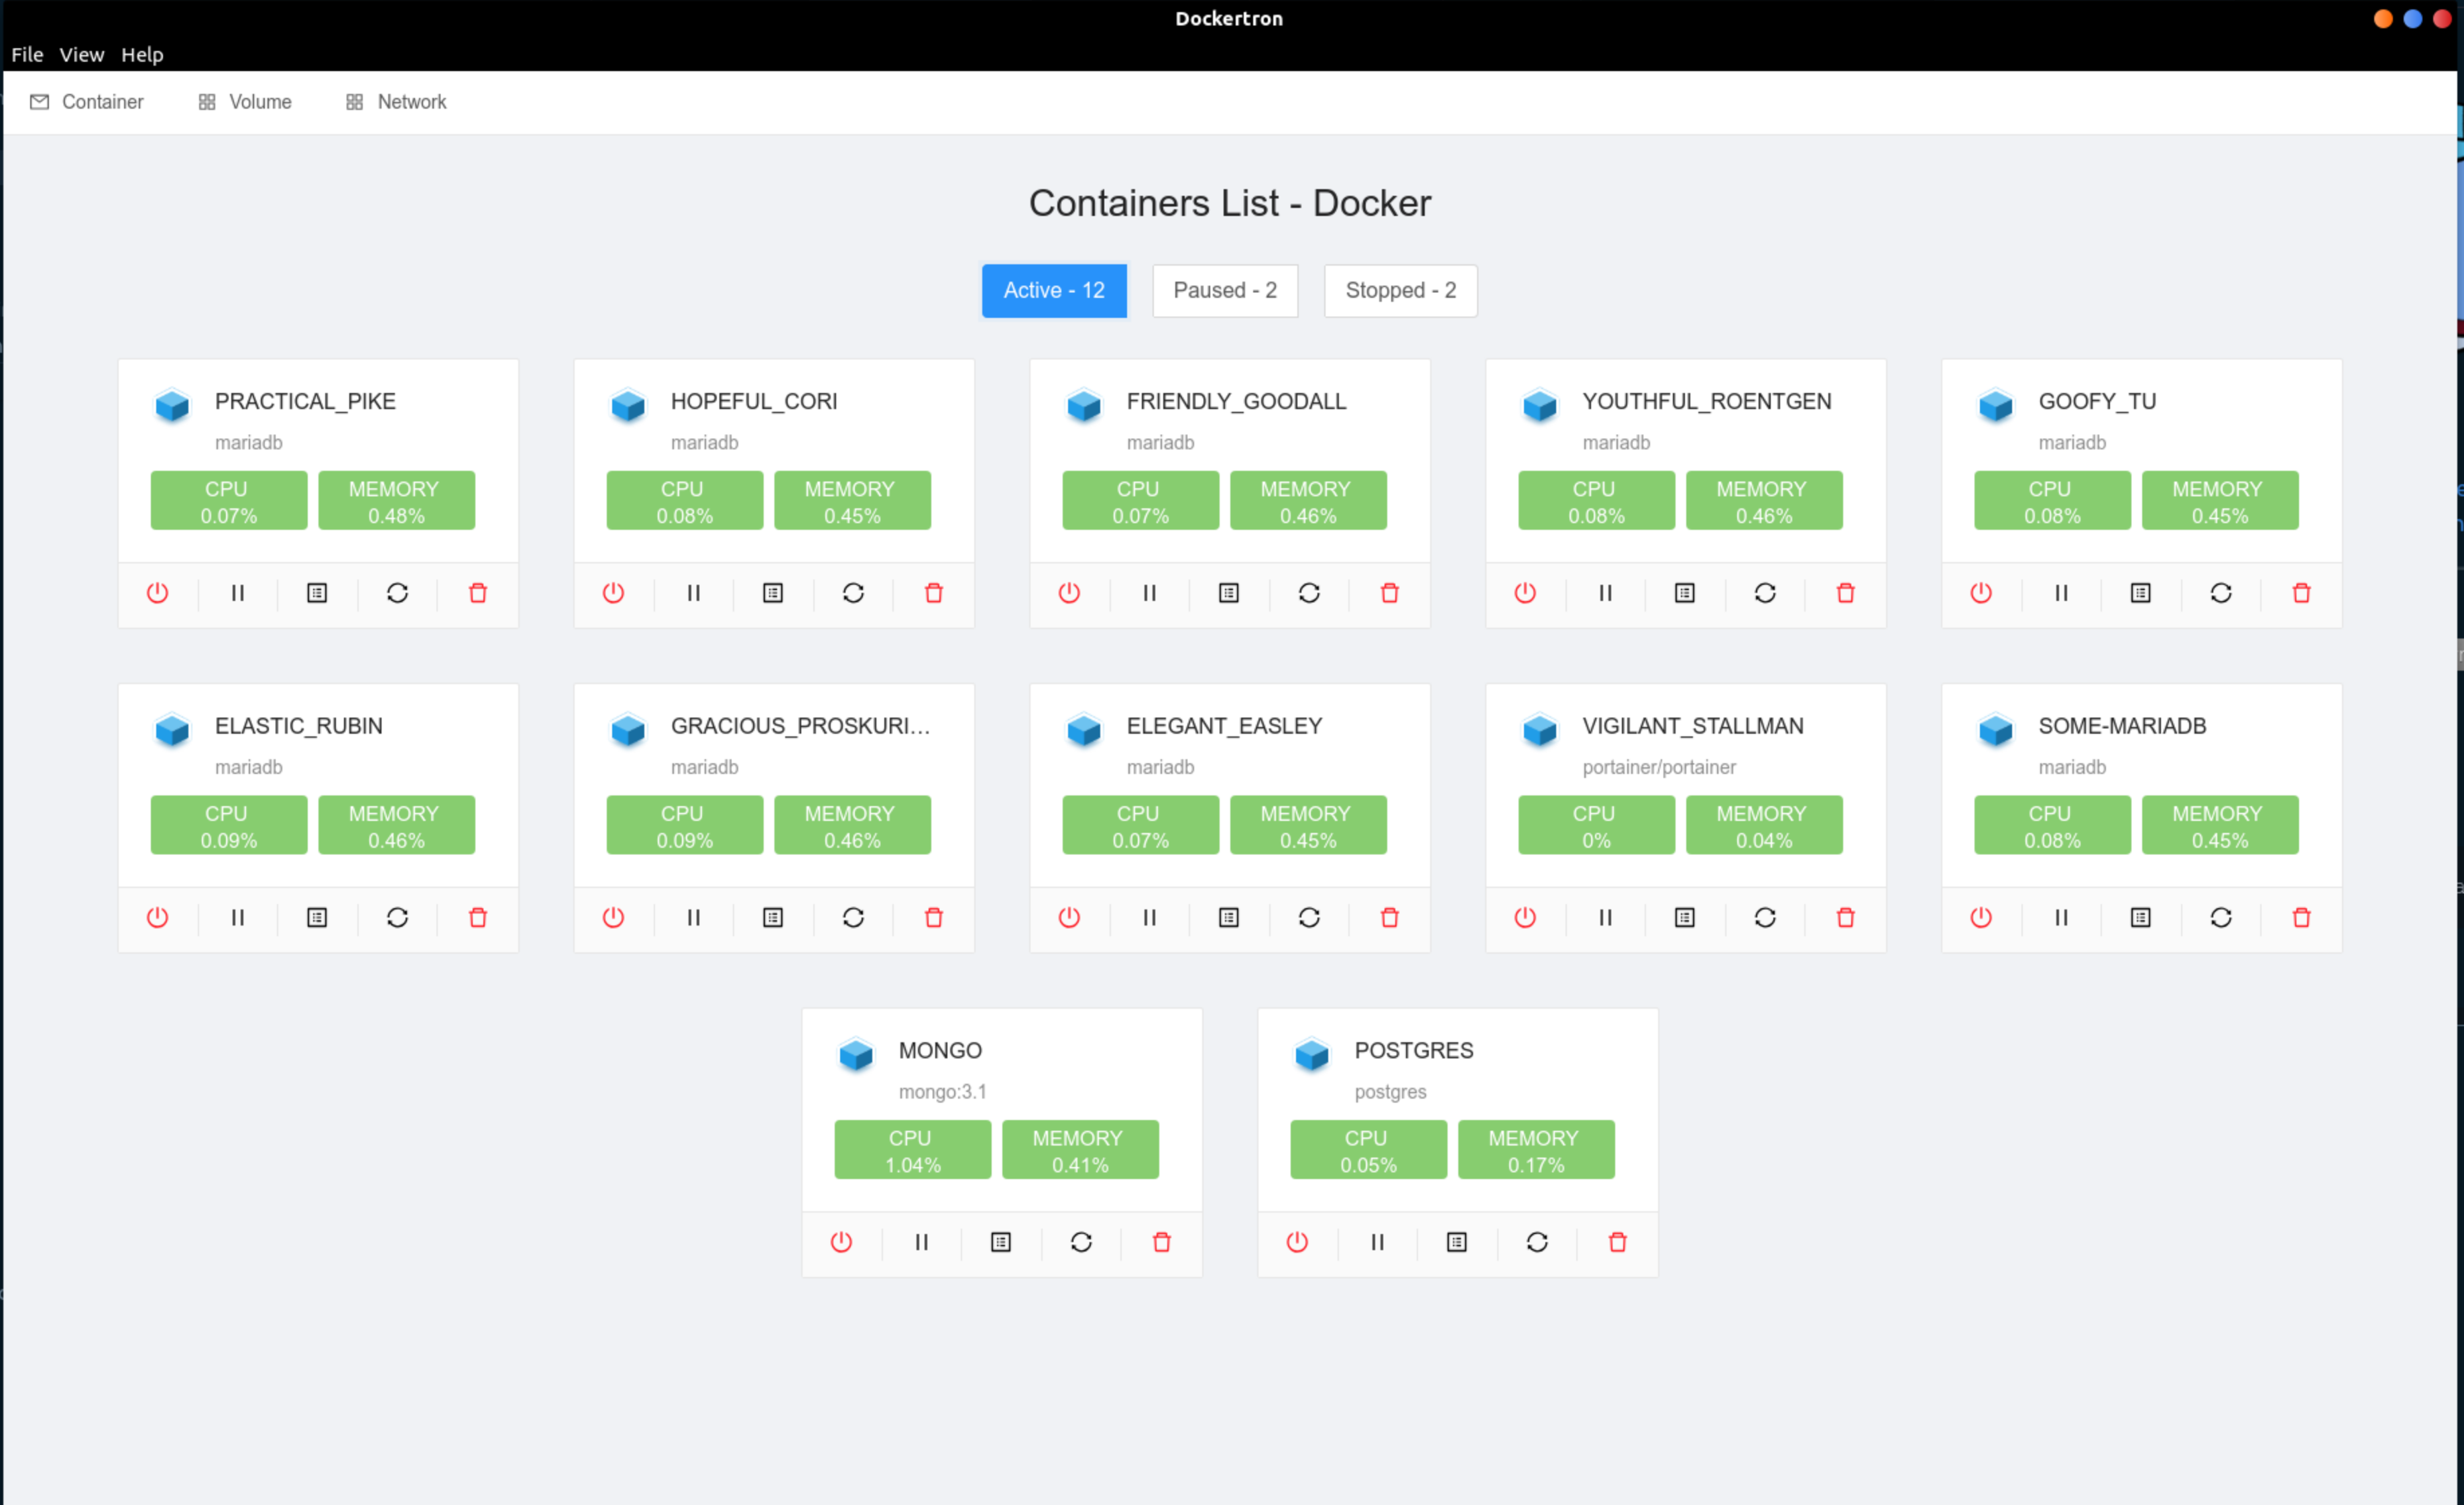 Dockertron
File View Help
Container Volume Network
Containers List - Docker
Active - 12 Paused - 2 Stopped - 2
PRACTICAL_PIKE
mariadb
CPU 0.07% MEMORY 0.48%
HOPEFUL_CORI
mariadb
CPU 0.08% MEMORY 0.45%
FRIENDLY_GOODALL
mariadb
CPU 0.07% MEMORY 0.46%
YOUTHFUL_ROENTGEN
mariadb
CPU 0.08% MEMORY 0.46%
GOOFY_TU
mariadb
CPU 0.08% MEMORY 0.45%
ELASTIC_RUBIN
mariadb
CPU 0.09% MEMORY 0.46%
GRACIOUS_PROSKURI...
mariadb
CPU 0.09% MEMORY 0.46%
ELEGANT_EASLEY
mariadb
CPU 0.07% MEMORY 0.45%
VIGILANT_STALLMAN
portainer/portainer
CPU 0% MEMORY 0.04%
SOME-MARIADB
mariadb
CPU 0.08% MEMORY 0.45%
MONGO
mongo:3.1
CPU 1.04% MEMORY 0.41%
POSTGRES
postgres
CPU 0.05% MEMORY 0.17%